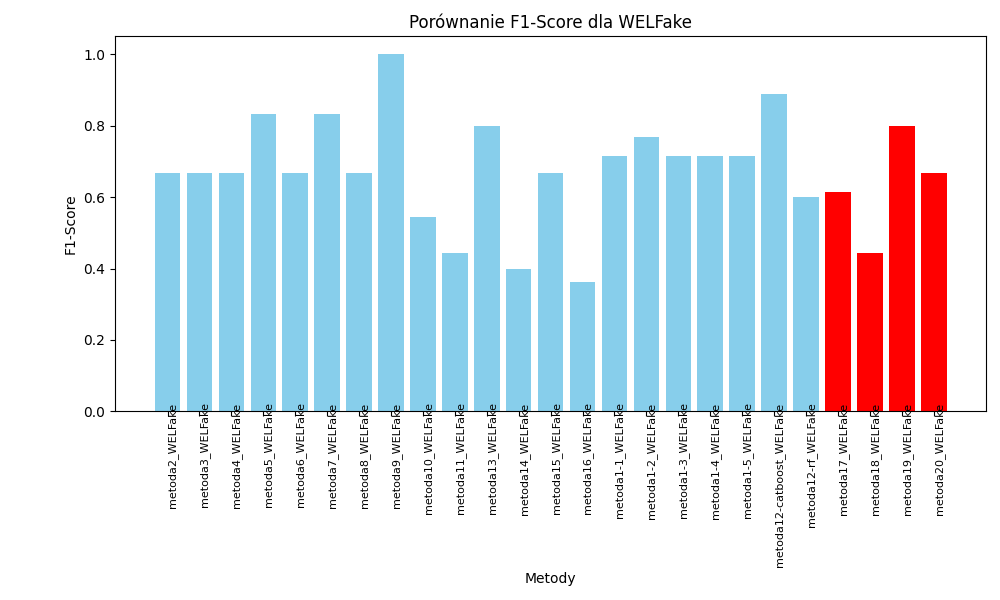 Porównanie F1-Score dla WELFake
1.0
0.8
0.6
0.4
0.2
0.0
F1-Score
metoda2_WELFake
metoda3_WELFake
metoda4_WELFake
metoda5_WELFake
metoda6_WELFake
metoda7_WELFake
metoda8_WELFake
metoda9_WELFake
metoda10_WELFake
metoda11_WELFake
metoda13_WELFake
metoda14_WELFake
metoda15_WELFake
metoda16_WELFake
metoda1-1_WELFake
metoda1-2_WELFake
metoda1-3_WELFake
metoda1-4_WELFake
metoda1-5_WELFake
metoda12-catboost_WELFake
metoda12-rf_WELFake
metoda17_WELFake
metoda18_WELFake
metoda19_WELFake
metoda20_WELFake
Metody